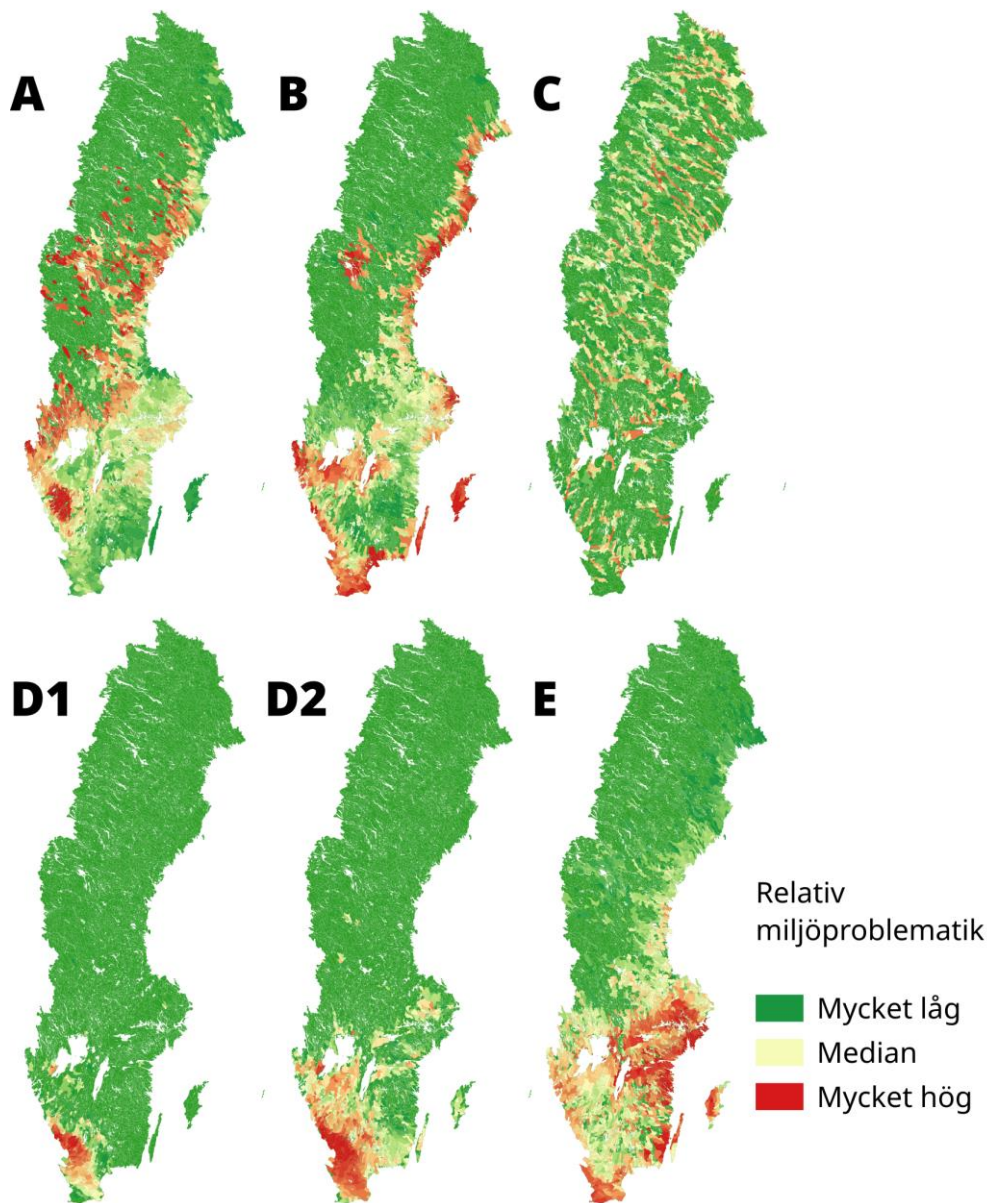 A
B
C
D1
D2
E
Relativ
miljöproblematik
Mycket låg
Median
Mycket hög